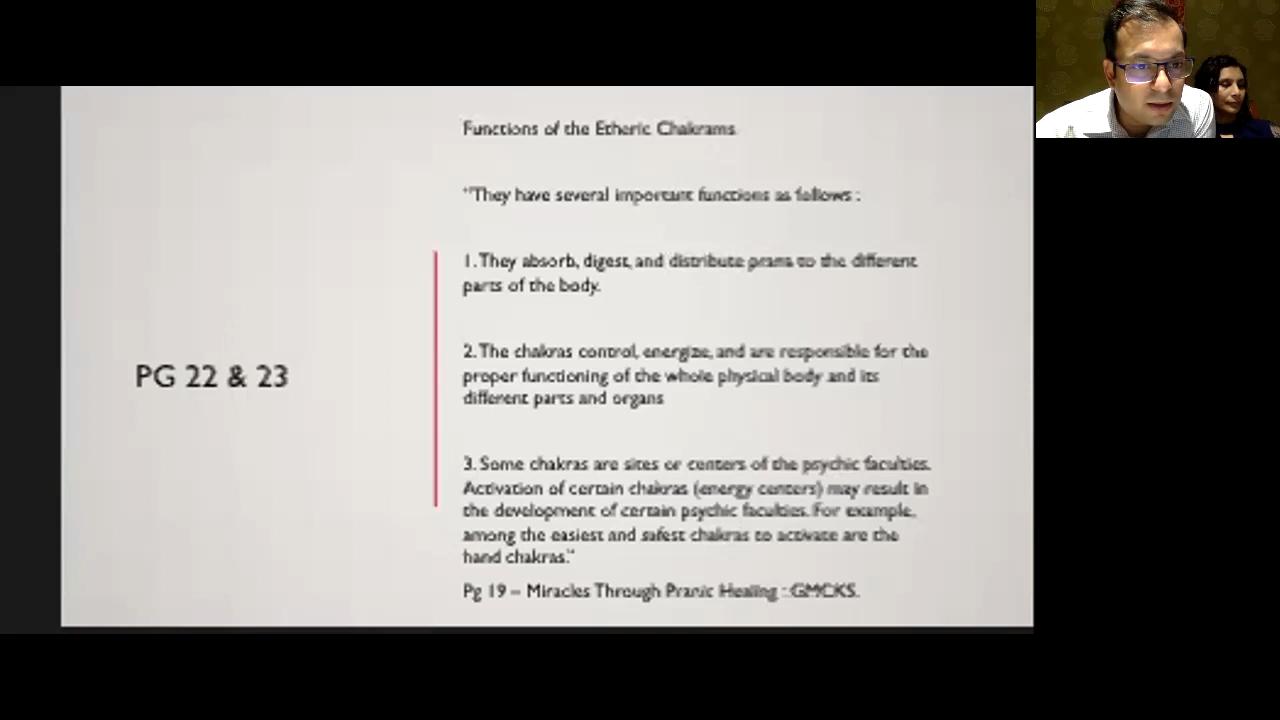 Functions of the Etheric Chakrams
"They have several important functions as follows :
1. They absorb, digest, and distribute prana to the different
parts of the body.
PG 22 & 23
2. The chakras control, energize, and are responsible for the
proper functioning of the whole physical body and its
different parts and organs
3. Some chakras are sites or centers of the psychic faculties.
Activation of certain chakras (energy centers) may result in
the development of certain psychic faculties. For example,
among the easiest and safest chakras to activate are the
hand chakras."
Pg 19 – Miracles Through Pranic Healing : GMCKS.